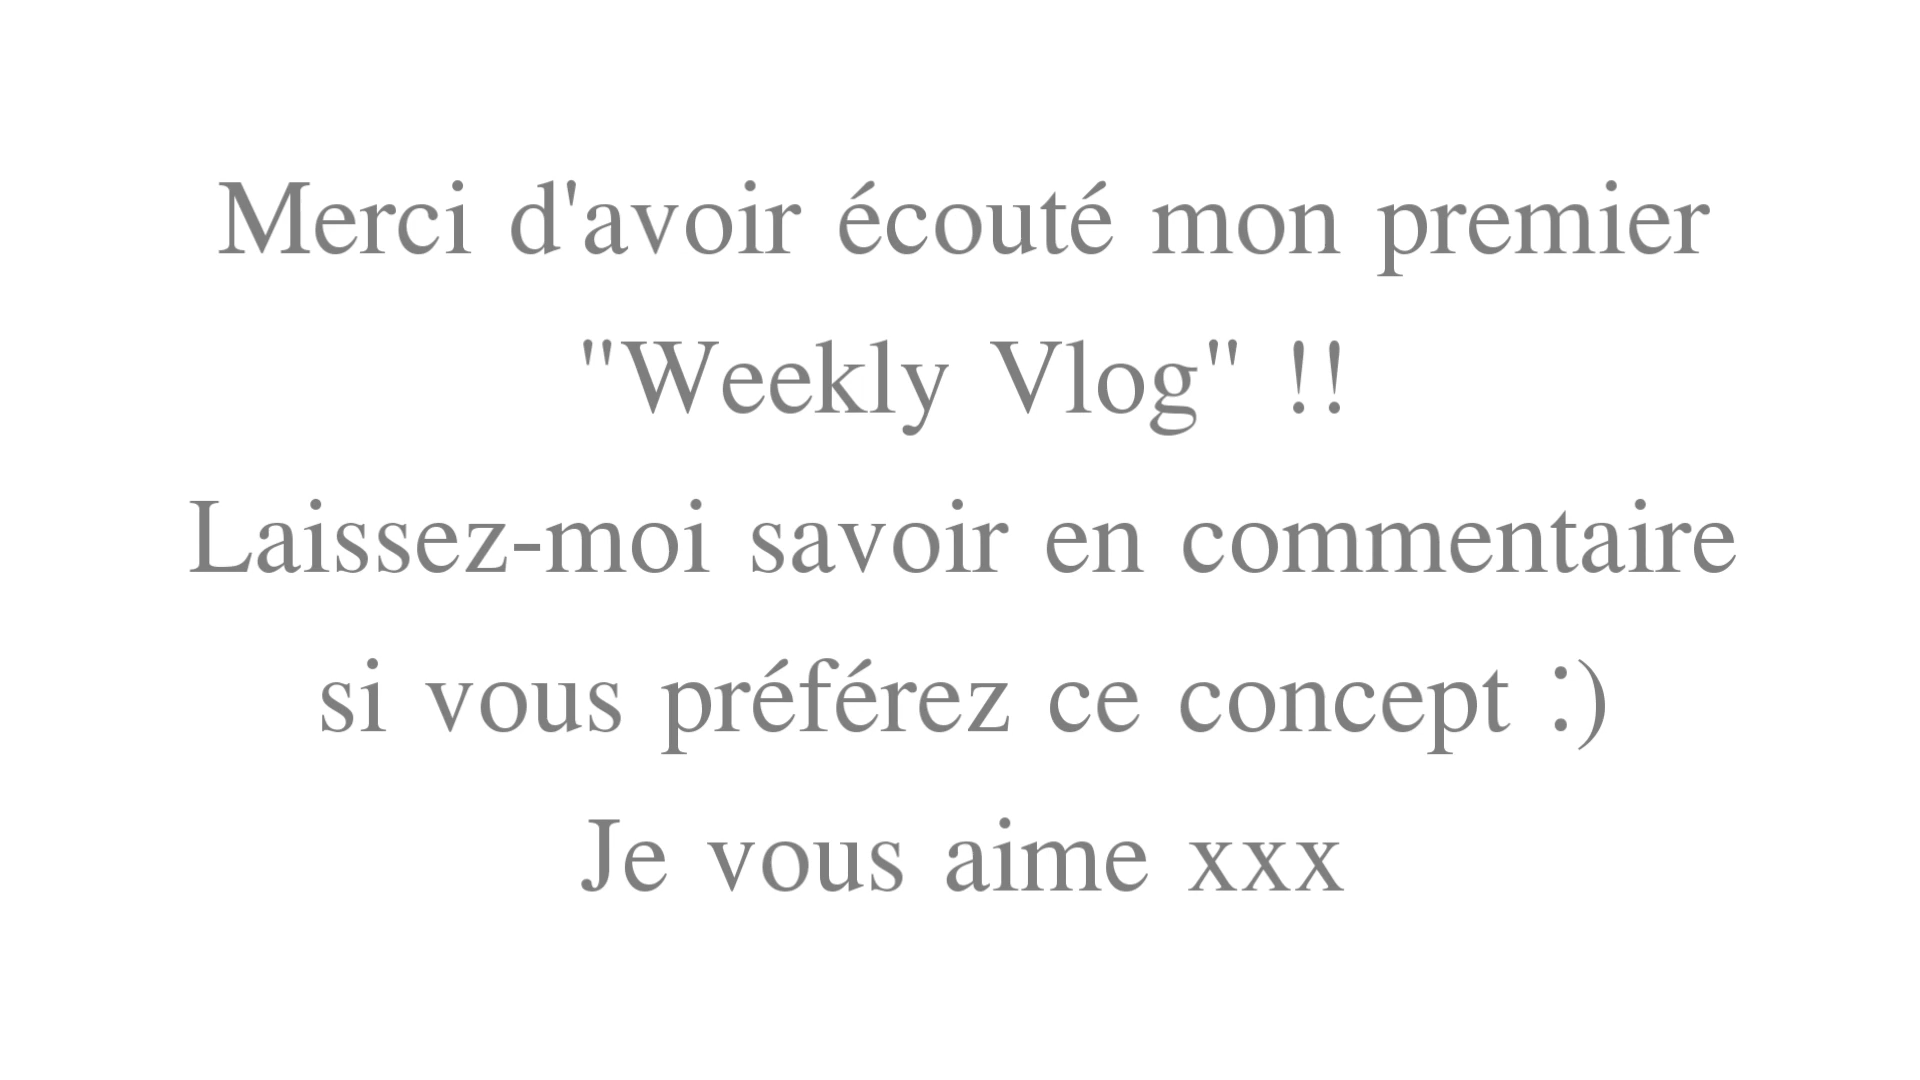 Merci d'avoir écouté mon premier
"Weekly Vlog" !!
Laissez-moi savoir en commentaire
si vous préférez ce concept :)
Je vous aime xxx